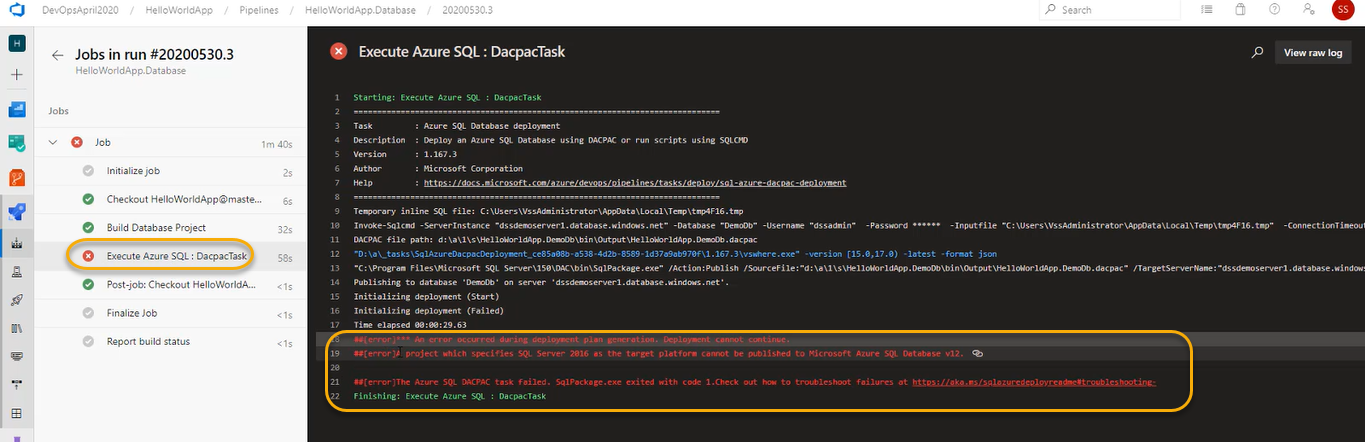 DevOpsApril2020 / HelloWorldApp / Pipelines / HelloWorldApp.Database / 20200530.3
Search
SS
H
Jobs in run #20200530.3
HelloWorldApp.Database
Jobs
Job 1m 40s
Initialize job 2s
Checkout HelloWorldApp@maste... 6s
Build Database Project 32s
Execute Azure SQL : DacpacTask 58s
Post-job: Checkout HelloWorldA... <1s
Finalize Job <1s
Report build status <1s
Execute Azure SQL : DacpacTask
View raw log
1 Starting: Execute Azure SQL : DacpacTask
2 ==============================================================================
3 Task : Azure SQL Database deployment
4 Description : Deploy an Azure SQL Database using DACPAC or run scripts using SQLCMD
5 Version : 1.167.3
6 Author : Microsoft Corporation
7 Help : https://docs.microsoft.com/azure/devops/pipelines/tasks/deploy/sql-azure-dacpac-deployment
8 ==============================================================================
9 Temporary inline SQL file: C:\Users\VssAdministrator\AppData\Local\Temp\tmp4F16.tmp
10 Invoke-Sqlcmd -ServerInstance "dssdemoserver1.database.windows.net" -Database "DemoDb" -Username "dssadmin" -Password ****** -Inputfile "C:\Users\VssAdministrator\AppData\Local\Temp\tmp4F16.tmp" -ConnectionTimeou
11 DACPAC file path: d:\a\1\s\HelloWorldApp.DemoDb\bin\Output\HelloWorldApp.DemoDb.dacpac
12 "D:\a\_tasks\SqlAzureDacpacDeployment_ce85a08b-a538-4d2b-8589-1d37a9ab970f\1.167.3\vswhere.exe" -version [15.0,17.0) -latest -format json
13 "C:\Program Files\Microsoft SQL Server\150\DAC\bin\SqlPackage.exe" /Action:Publish /SourceFile:"d:\a\1\s\HelloWorldApp.DemoDb\bin\Output\HelloWorldApp.DemoDb.dacpac" /TargetServerName:"dssdemoserver1.database.windows
14 Publishing to database 'DemoDb' on server 'dssdemoserver1.database.windows.net'.
15 Initializing deployment (Start)
16 Initializing deployment (Failed)
17 Time elapsed 00:00:29.63
18 ##[error]*** An error occurred during deployment plan generation. Deployment cannot continue.
19 ##[error]A project which specifies SQL Server 2016 as the target platform cannot be published to Microsoft Azure SQL Database v12.
20
21 ##[error]The Azure SQL DACPAC task failed. SqlPackage.exe exited with code 1.Check out how to troubleshoot failures at https://aka.ms/sqlazuredeployreadme#troubleshooting-
22 Finishing: Execute Azure SQL : DacpacTask